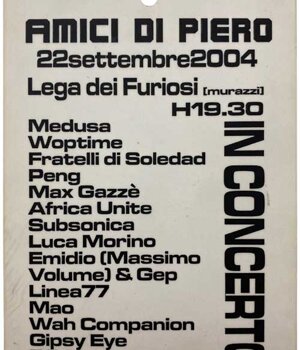 AMICI DI PIERO
22settembre2004
Lega dei Furiosi [murazzi]
H19.30
IN CONCERTO
Medusa
Woptime
Fratelli di Soledad
Peng
Max Gazzè
Africa Unite
Subsonica
Luca Morino
Emidio (Massimo
Volume) & Gep
Linea77
Mao
Wah Companion
Gipsy Eye